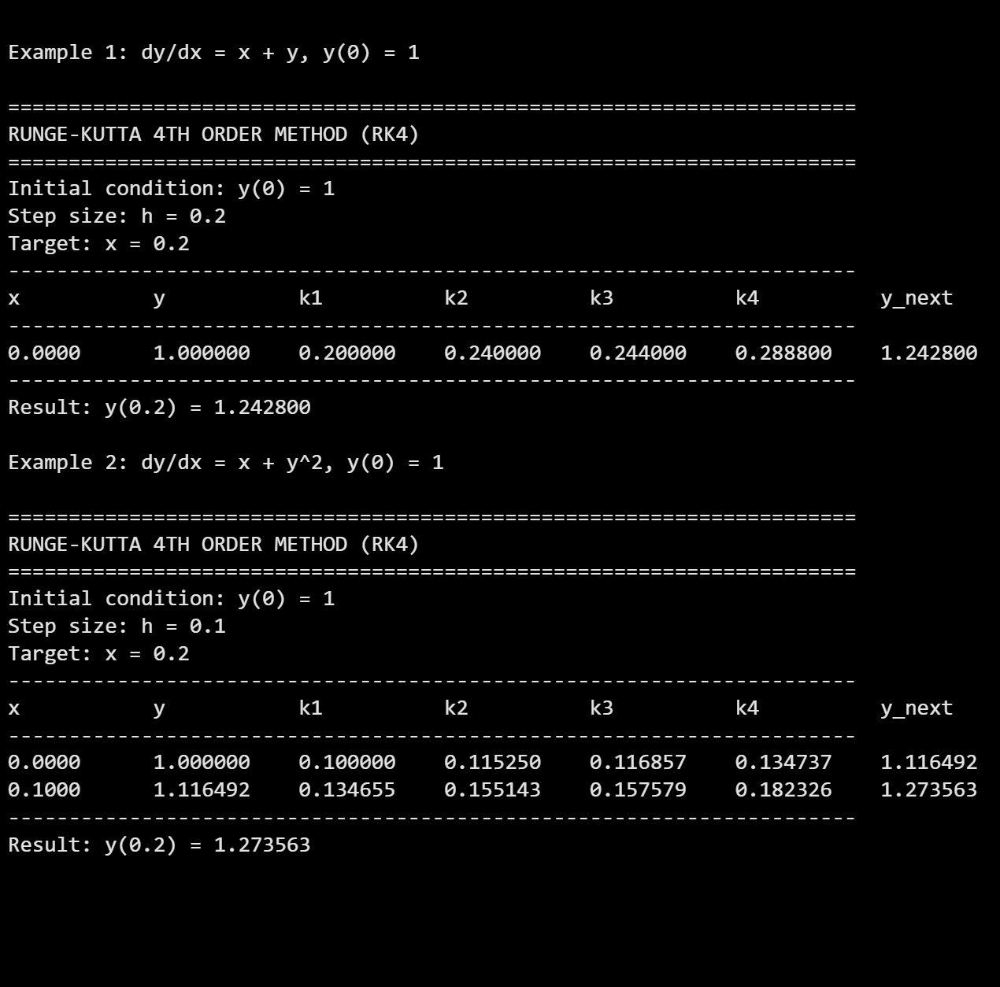 Example 1: dy/dx = x + y, y(0) = 1
======================================================================
RUNGE-KUTTA 4TH ORDER METHOD (RK4)
======================================================================
Initial condition: y(0) = 1
Step size: h = 0.2
Target: x = 0.2
----------------------------------------------------------------------
x           y           k1          k2          k3          k4          y_next
----------------------------------------------------------------------
0.0000      1.000000    0.200000    0.240000    0.244000    0.288800    1.242800
----------------------------------------------------------------------
Result: y(0.2) = 1.242800
Example 2: dy/dx = x + y^2, y(0) = 1
======================================================================
RUNGE-KUTTA 4TH ORDER METHOD (RK4)
======================================================================
Initial condition: y(0) = 1
Step size: h = 0.1
Target: x = 0.2
----------------------------------------------------------------------
x           y           k1          k2          k3          k4          y_next
----------------------------------------------------------------------
0.0000      1.000000    0.100000    0.115250    0.116857    0.134737    1.116492
0.1000      1.116492    0.134655    0.155143    0.157579    0.182326    1.273563
----------------------------------------------------------------------
Result: y(0.2) = 1.273563